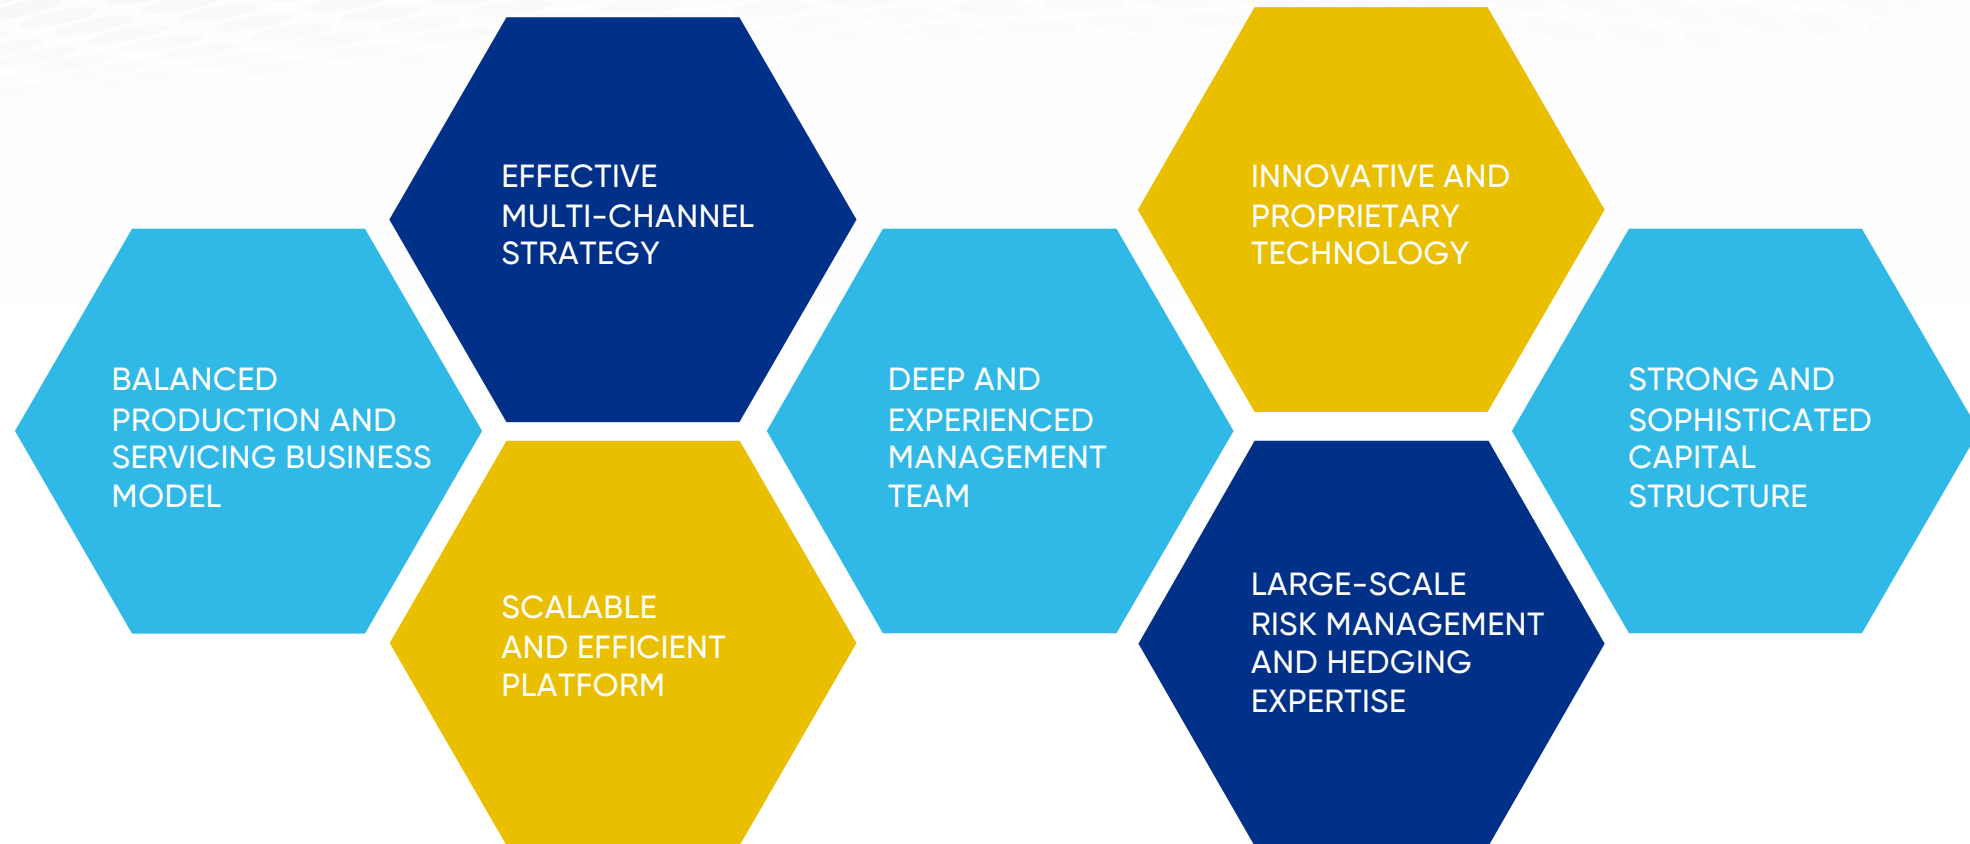 EFFECTIVE
MULTI-CHANNEL
STRATEGY
INNOVATIVE AND
PROPRIETARY
TECHNOLOGY
BALANCED
PRODUCTION AND
SERVICING BUSINESS
MODEL
DEEP AND
EXPERIENCED
MANAGEMENT
TEAM
STRONG AND
SOPHISTICATED
CAPITAL
STRUCTURE
SCALABLE
AND EFFICIENT
PLATFORM
LARGE-SCALE
RISK MANAGEMENT
AND HEDGING
EXPERTISE